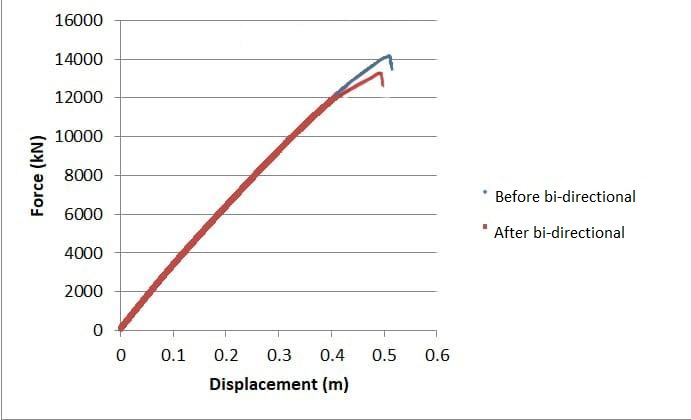 16000
14000
12000
10000
8000
6000
4000
2000
0
Force (kN)
0 0.1 0.2 0.3 0.4 0.5 0.6
Displacement (m)
Before bi-directional
After bi-directional